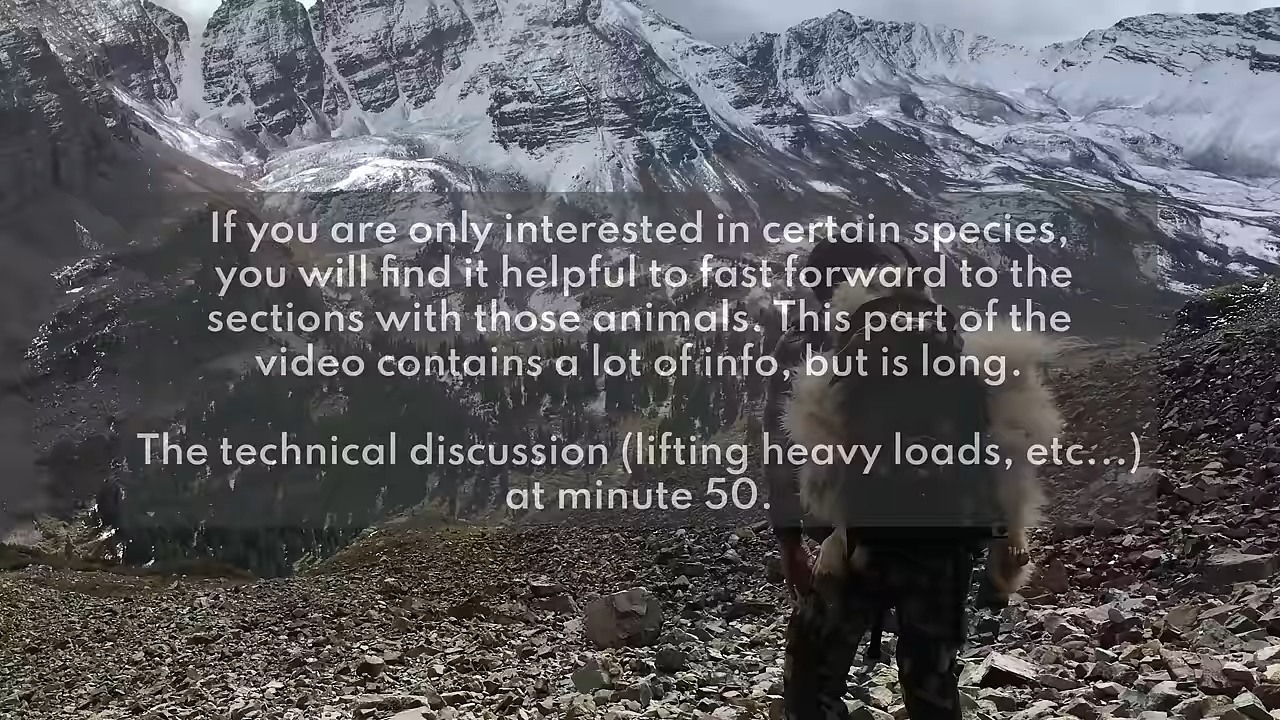 If you are only interested in certain species,
you will find it helpful to fast forward to the
sections with those animals. This part of the
video contains a lot of info, but is long.
The technical discussion (lifting heavy loads, etc...)
at minute 50.